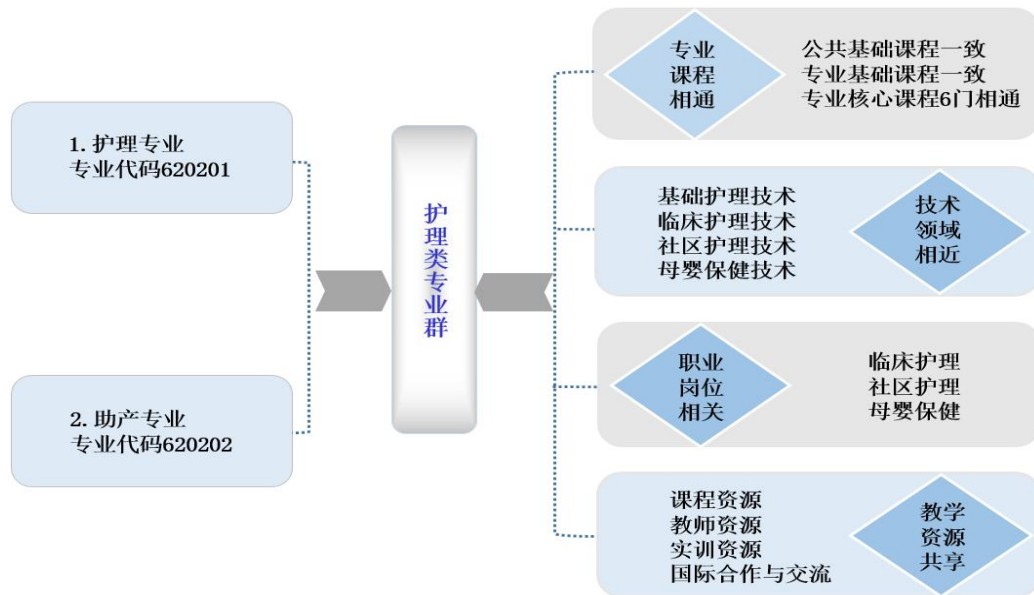 1. 护理专业
专业代码620201
2. 助产专业
专业代码620202
护理类专业群
专业
课程
相通
公共基础课程一致
专业基础课程一致
专业核心课程6门相通
基础护理技术
临床护理技术
社区护理技术
母婴保健技术
技术
领域
相近
职业
岗位
相关
临床护理
社区护理
母婴保健
课程资源
教师资源
实训资源
国际合作与交流
教学
资源
共享